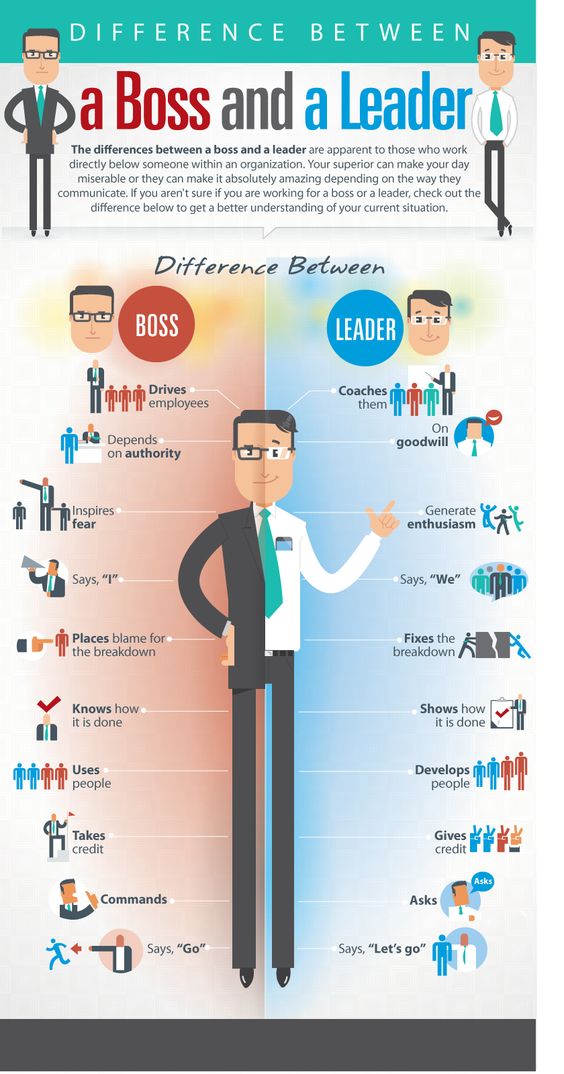 DIFFERENCE BETWEEN
a Boss and a Leader
The differences between a boss and a leader are apparent to those who work
directly below someone within an organization. Your superior can make your day
miserable or they can make it absolutely amazing depending on the way they
communicate. If you aren't sure if you are working for a boss or a leader, check out the
difference below to get a better understanding of your current situation.
Difference Between
BOSS
LEADER
Drives
employees
Coaches
them
Depends
on authority
On
goodwill
Inspires
fear
Generate
enthusiasm
Says, "I"
Says, "We"
Places blame for
the breakdown
Fixes the
breakdown
Knows how
it is done
Shows how
it is done
Uses
people
Develops
people
Takes
credit
Gives
credit
Commands
Asks
Asks
Says, "Go"
Says, "Let's go"